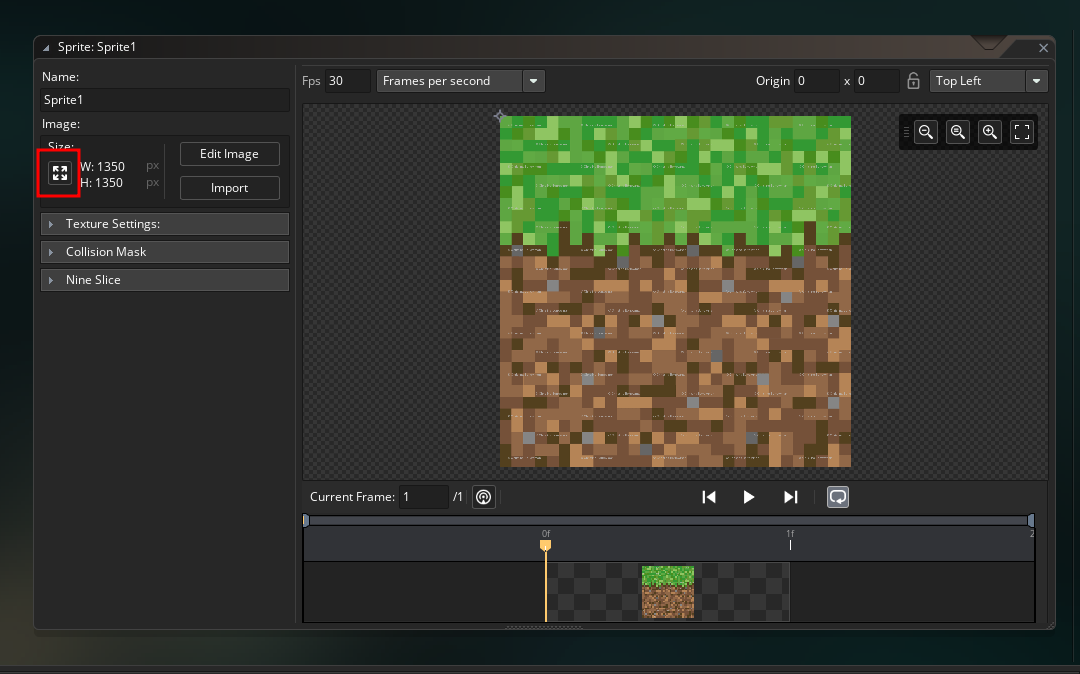 Sprite: Sprite1
Name:
Sprite1
Image:
Size:
W: 1350 px
H: 1350 px
Edit Image
Import
Texture Settings:
Collision Mask
Nine Slice
Fps 30 Frames per second
Origin 0 x 0 Top Left
Current Frame: 1 /1
0f 1f 2